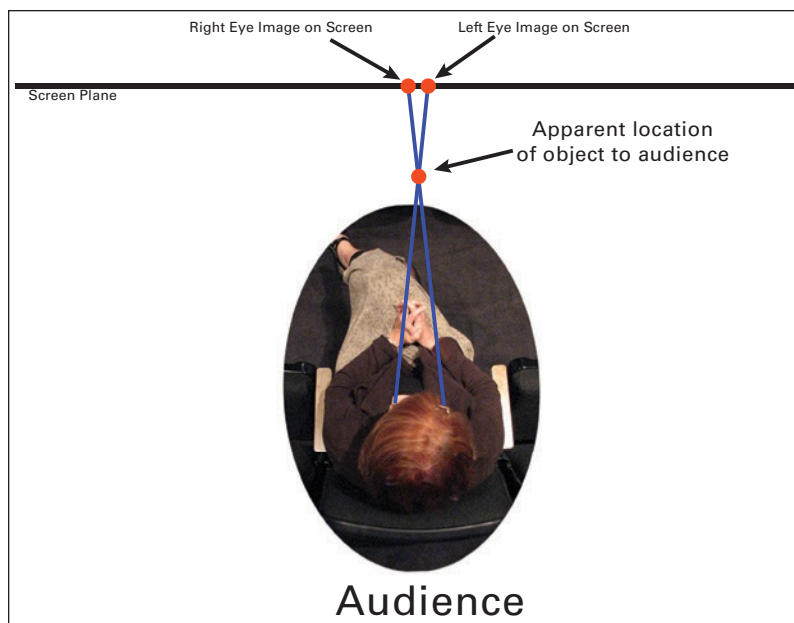 Right Eye Image on Screen
Left Eye Image on Screen
Screen Plane
Apparent location
of object to audience
Audience